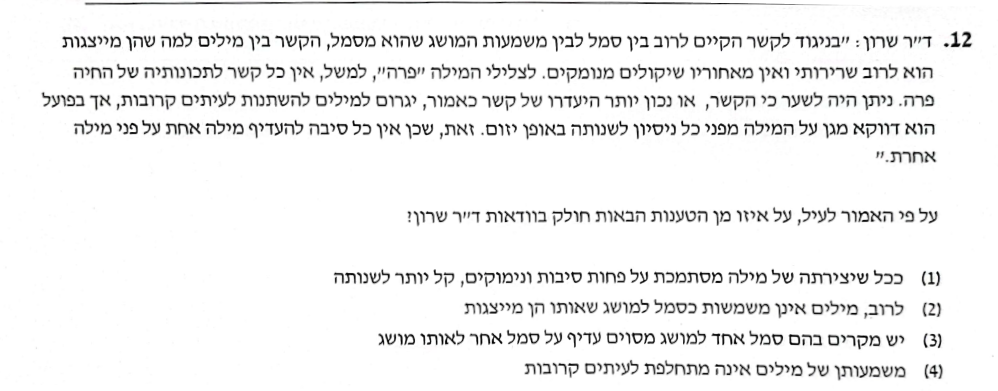 12. ד״ר שרון: ״בניגוד לקשר הקיים לרוב בין סמל לבין משמעות המושג שהוא מסמל, הקשר בין מילים למה שהן מייצגות
הוא לרוב שרירותי ואין מאחוריו שיקולים מנומקים. לצלילי המילה ״פרה״, למשל, אין כל קשר לתכונותיה של החיה
פרה. ניתן היה לשער כי הקשר, או נכון יותר היעדרו של קשר כאמור, יגרום למילים להשתנות לעיתים קרובות, אך בפועל
הוא דווקא מגן על המילה מפני כל ניסיון לשנותה באופן יזום. זאת, שכן אין כל סיבה להעדיף מילה אחת על פני מילה
אחרת.״
על פי האמור לעיל, על איזו מן הטענות הבאות חולק בוודאות ד״ר שרון?
(1) ככל שיצירתה של מילה מסתמכת על פחות סיבות ונימוקים, קל יותר לשנותה
(2) לרוב, מילים אינן משמשות כסמל למושג שאותו הן מייצגות
(3) יש מקרים בהם סמל אחד למושג מסוים עדיף על סמל אחר לאותו מושג
(4) משמעותן של מילים אינה מתחלפת לעיתים קרובות